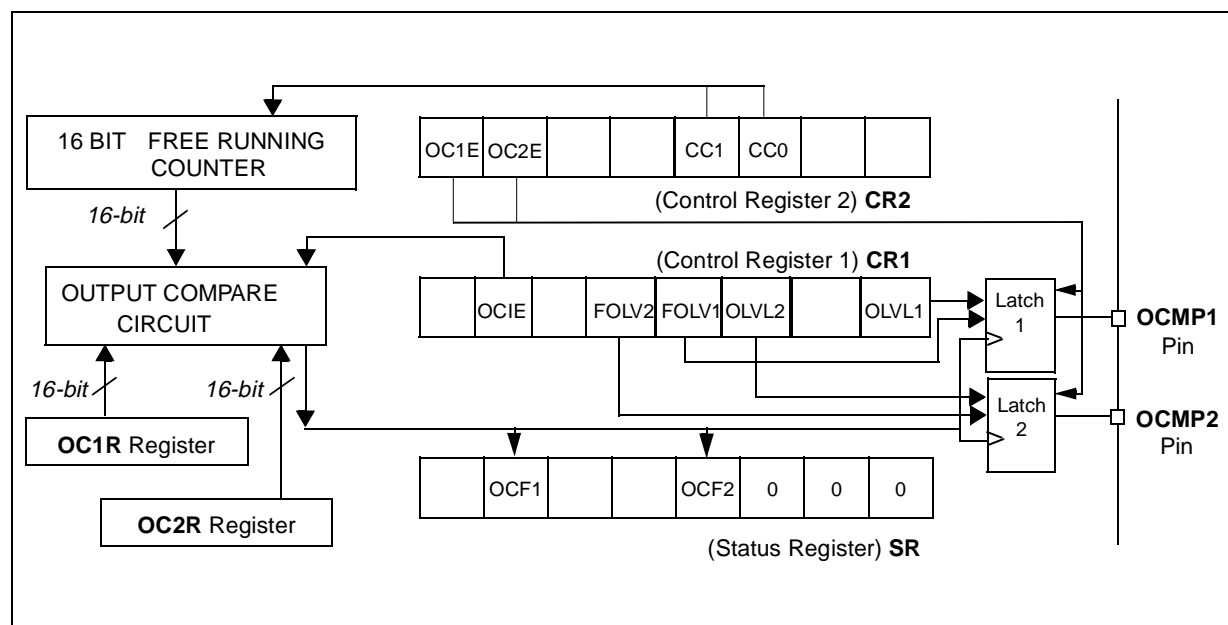 16 BIT FREE RUNNING
COUNTER
OC1E OC2E CC1 CC0
(Control Register 2) CR2
16-bit
(Control Register 1) CR1
OUTPUT COMPARE
CIRCUIT
OCIE FOLV2 FOLV1 OLVL2 OLVL1
Latch
1
OCMP1
Pin
16-bit
16-bit
Latch
2
OCMP2
Pin
OC1R Register
OCF1 OCF2 0 0 0
OC2R Register
(Status Register) SR